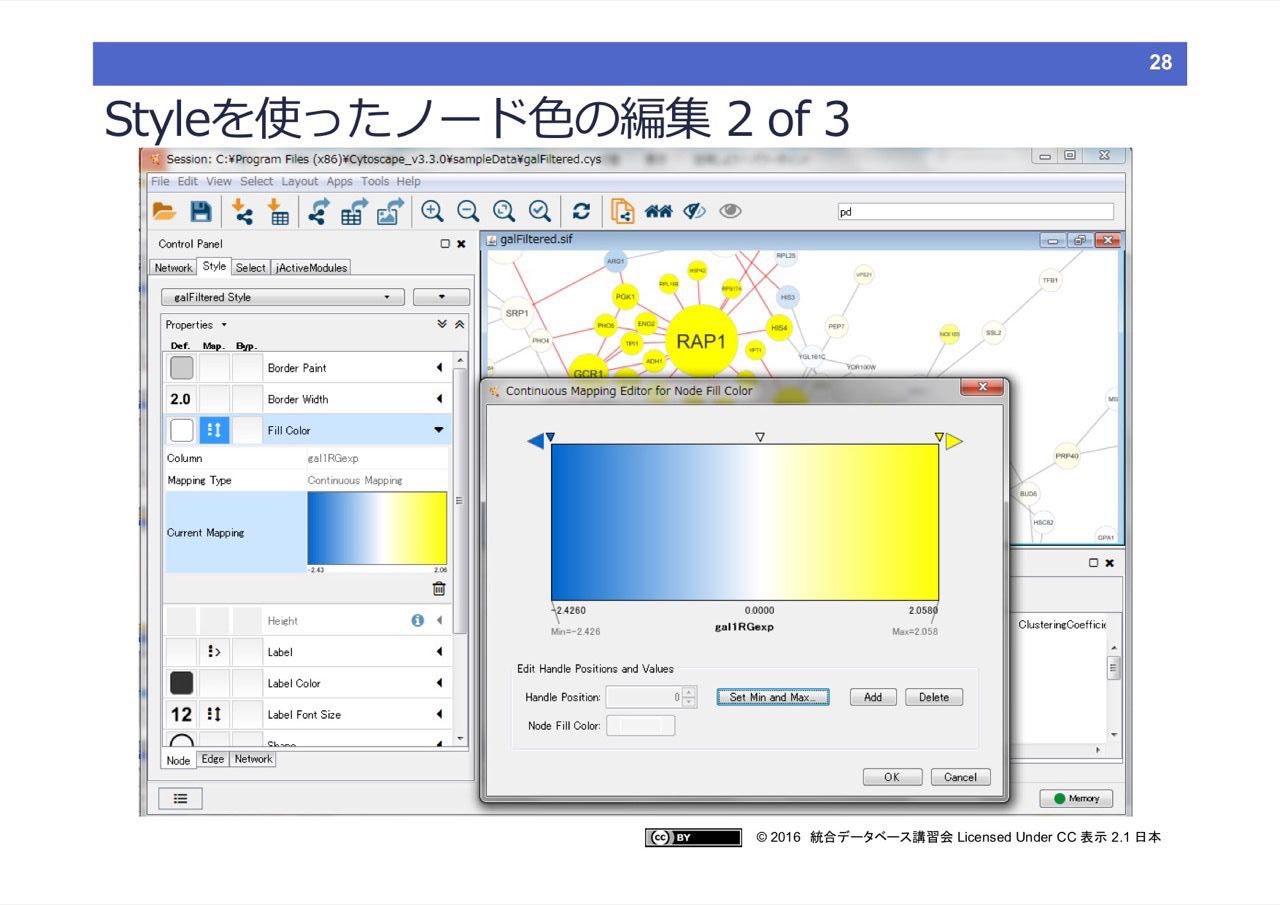 28
Styleを使ったノード色の編集 2 of 3
Session: C:¥Program Files (x86)¥Cytoscape_v3.3.0¥sampleData¥galFiltered.cys
File Edit View Select Layout Apps Tools Help
pd
Control Panel
galFiltered.sif
Network Style Select jActiveModules
galFiltered Style
Properties
Def. Map. Byp.
Border Paint
2.0 Border Width
Fill Color
Column gal1RGexp
Mapping Type Continuous Mapping
Current Mapping
-2.43 2.06
Height
Label
Label Color
12 Label Font Size
Shape
Node Edge Network
ARG1
RPL25
HSP42
RPL18B
RPS17A
VPS21
TFB1
PGK1
HIS3
SRP1
PHO5
ENO2
HIS4
PEP7
PHO4
TPI1
RAP1
NCE103
SSL2
ADH1
YFT1
YGL161C
YOR100W
GCR1
MS
PRP40
BUD6
HSC82
GPA1
Continuous Mapping Editor for Node Fill Color
-2.4260 0.0000 2.0580
Min=-2.426 gal1RGexp Max=2.058
Edit Handle Positions and Values
Handle Position: 0 Set Min and Max... Add Delete
Node Fill Color:
OK Cancel
ClusteringCoefficie
Memory
cc BY © 2016 統合データベース講習会 Licensed Under CC 表示 2.1 日本